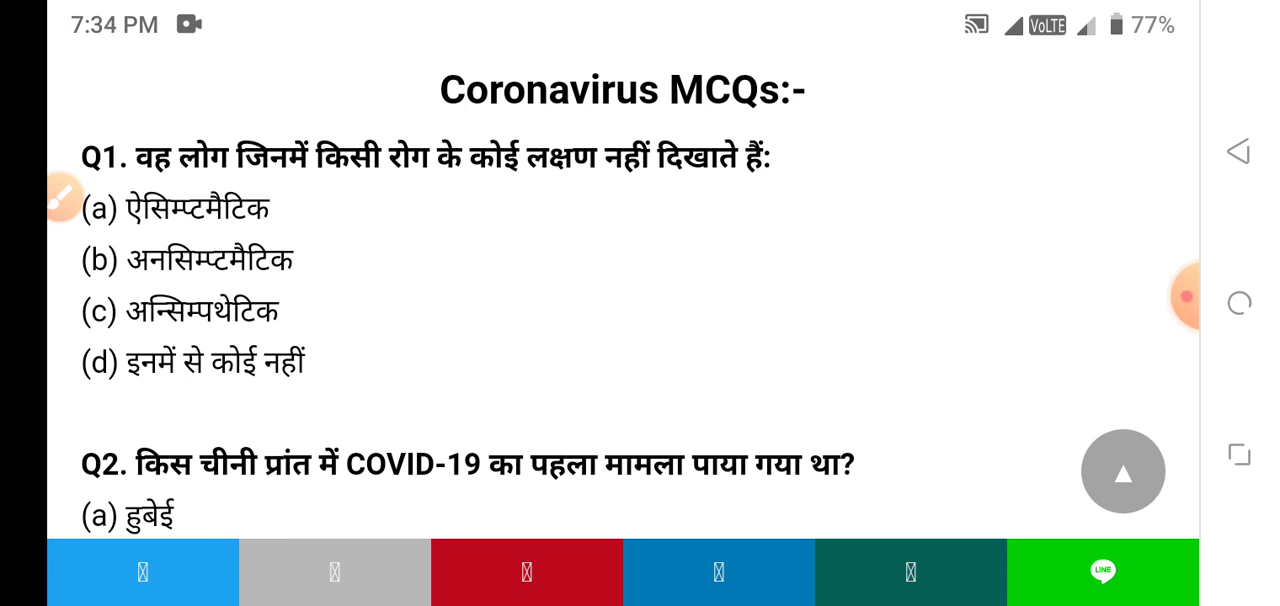 7:34 PM VoLTE 77%
Coronavirus MCQs:-
Q1. वह लोग जिनमें किसी रोग के कोई लक्षण नहीं दिखाते हैं:
(a) ऐसिम्प्टमैटिक
(b) अनसिम्प्टमैटिक
(c) अन्सिम्पथेटिक
(d) इनमें से कोई नहीं
Q2. किस चीनी प्रांत में COVID-19 का पहला मामला पाया गया था?
(a) हुबेई
LINE